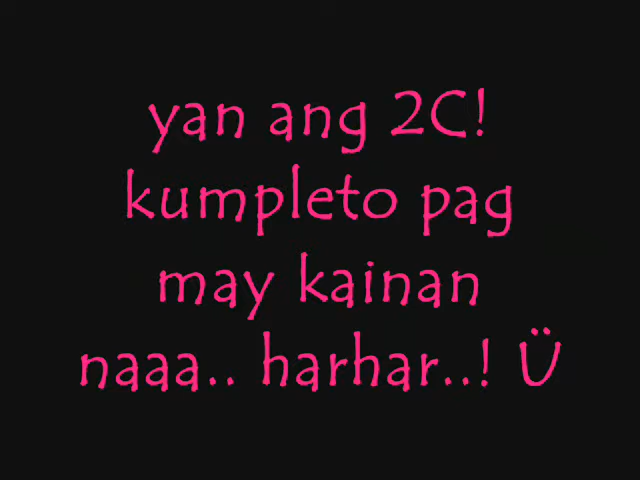 yan ang 2C!
kumpleto pag
may kainan
naaa.. harhar..! Ü